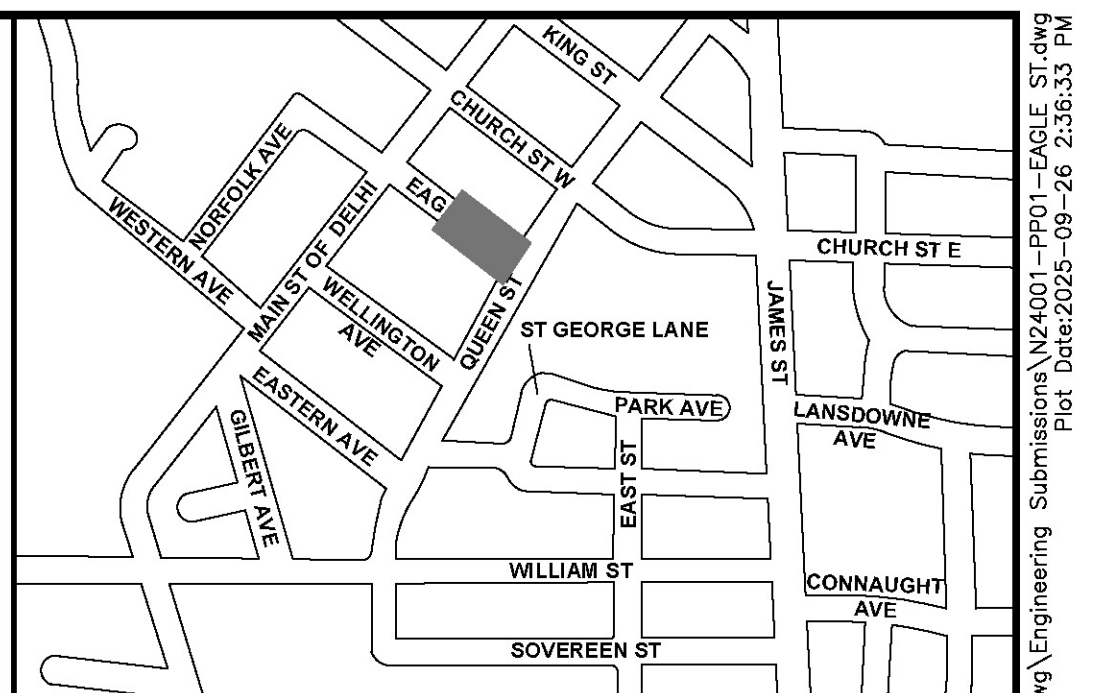 KING ST
CHURCH ST W
NORFOLK AVE
EAG
WESTERN AVE
MAIN ST OF DELHI
CHURCH ST E
WELLINGTON
AVE
QUEEN ST
JAMES ST
ST GEORGE LANE
EASTERN AVE
PARK AVE
LANSDOWNE
AVE
GILBERT AVE
EAST ST
WILLIAM ST
CONNAUGHT
AVE
SOVEREEN ST
wg\Engineering Submissions\N24001-PP01-EAGLE ST.dwg
Plot Date:2025-09-26 2:36:33 PM